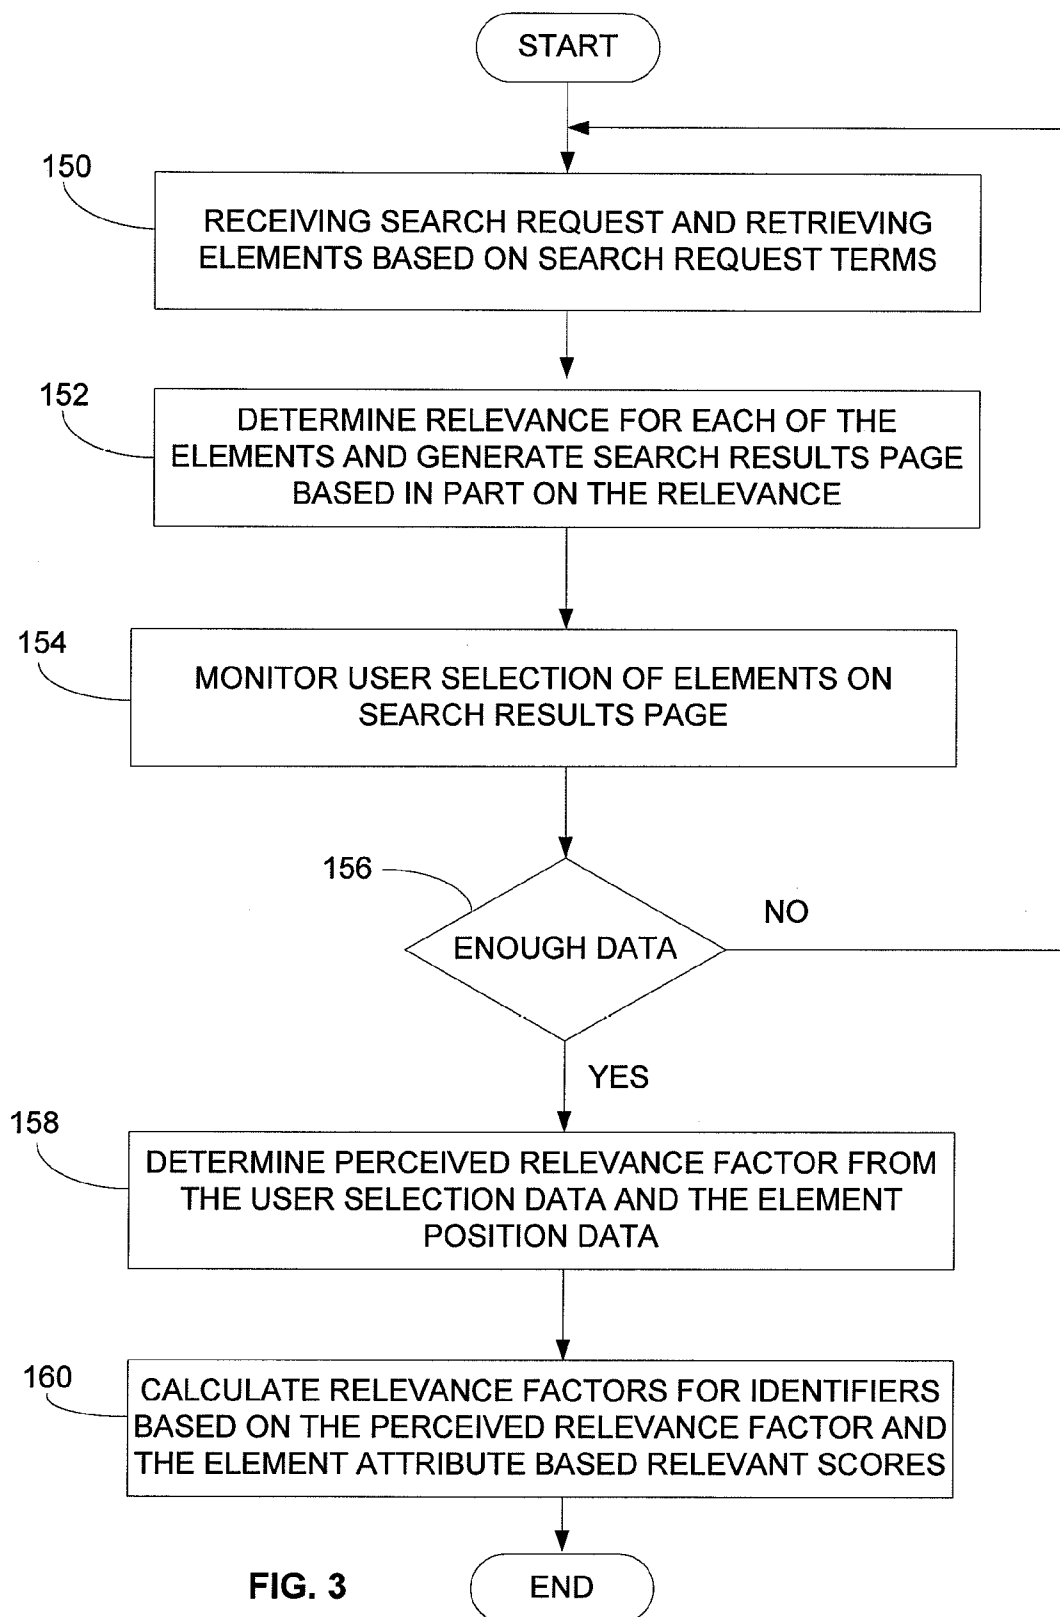 START
150
RECEIVING SEARCH REQUEST AND RETRIEVING
ELEMENTS BASED ON SEARCH REQUEST TERMS
152
DETERMINE RELEVANCE FOR EACH OF THE
ELEMENTS AND GENERATE SEARCH RESULTS PAGE
BASED IN PART ON THE RELEVANCE
154
MONITOR USER SELECTION OF ELEMENTS ON
SEARCH RESULTS PAGE
156
ENOUGH DATA
NO
YES
158
DETERMINE PERCEIVED RELEVANCE FACTOR FROM
THE USER SELECTION DATA AND THE ELEMENT
POSITION DATA
160
CALCULATE RELEVANCE FACTORS FOR IDENTIFIERS
BASED ON THE PERCEIVED RELEVANCE FACTOR AND
THE ELEMENT ATTRIBUTE BASED RELEVANT SCORES
FIG. 3
END